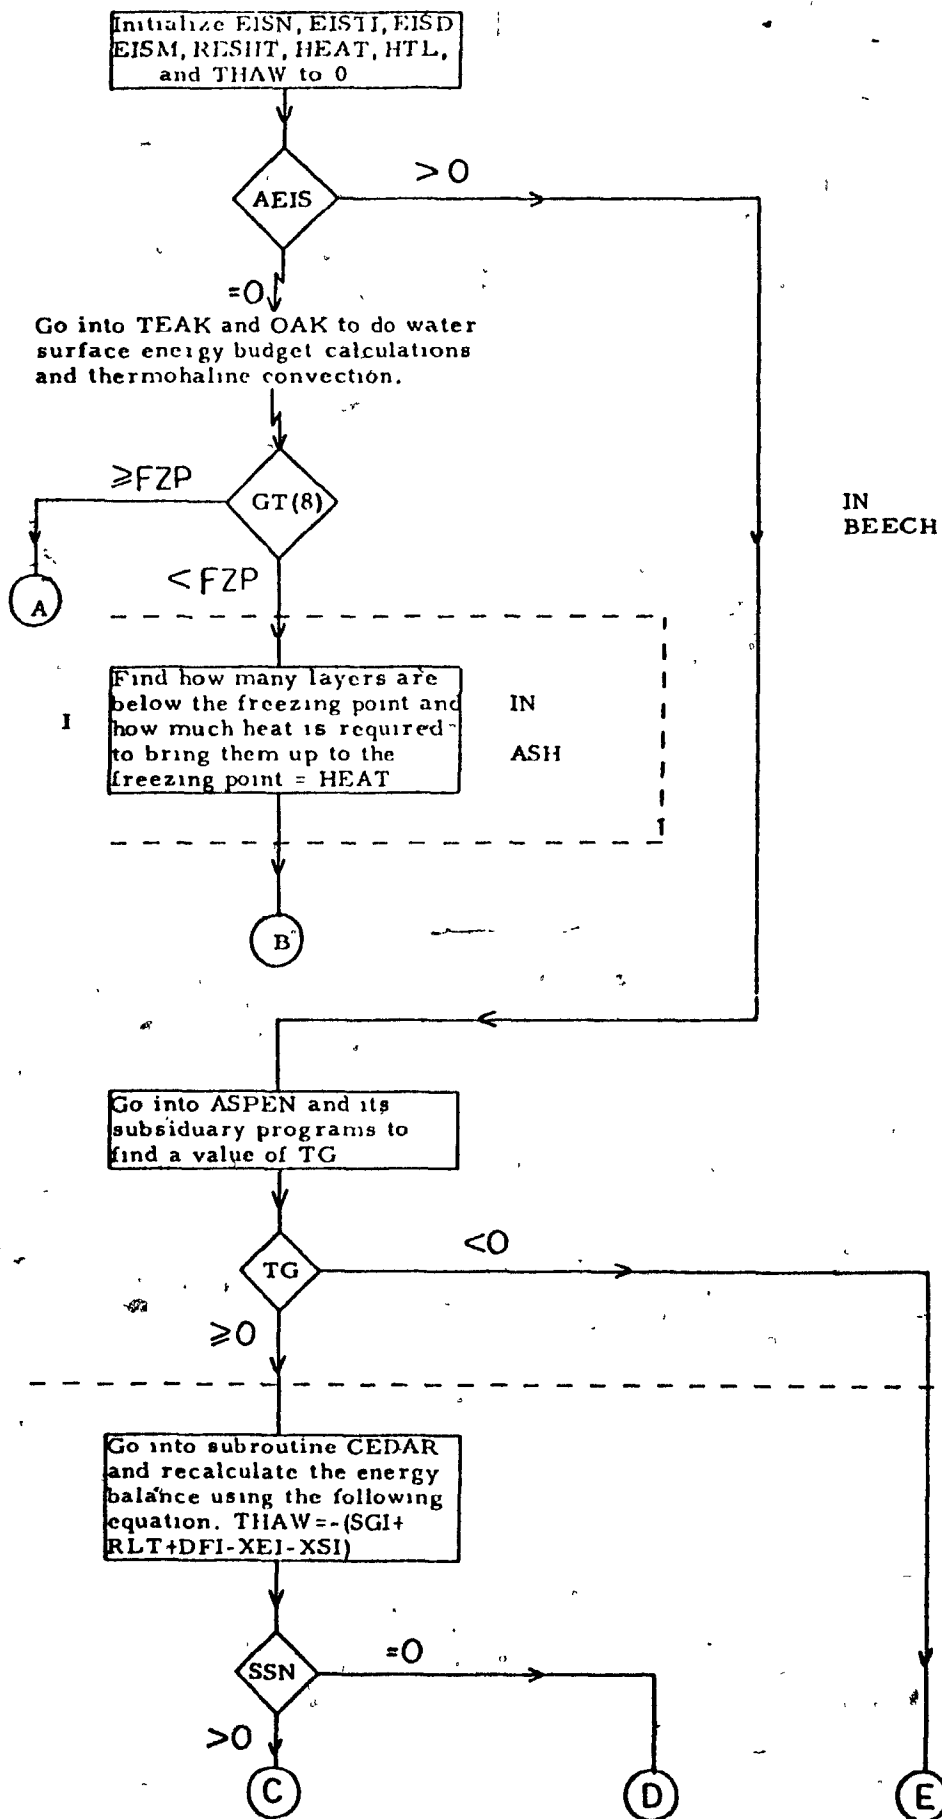 Initialize EISN, EISTI, EISD
EISM, RESHT, HEAT, HTL,
and THAW to 0
AEIS
>0
=0
Go into TEAK and OAK to do water
surface energy budget calculations
and thermohaline convection.
≥FZP
GT(8)
IN
BEECH
A
<FZP
Find how many layers are
below the freezing point and
how much heat is required
to bring them up to the
freezing point = HEAT
I
IN
ASH
B
Go into ASPEN and its
subsiduary programs to
find a value of TG
TG
<0
≥0
Go into subroutine CEDAR
and recalculate the energy
balance using the following
equation. THAW=-(SGI+
RLT+DFI-XEI-XSI)
SSN
=0
>0
C
D
E